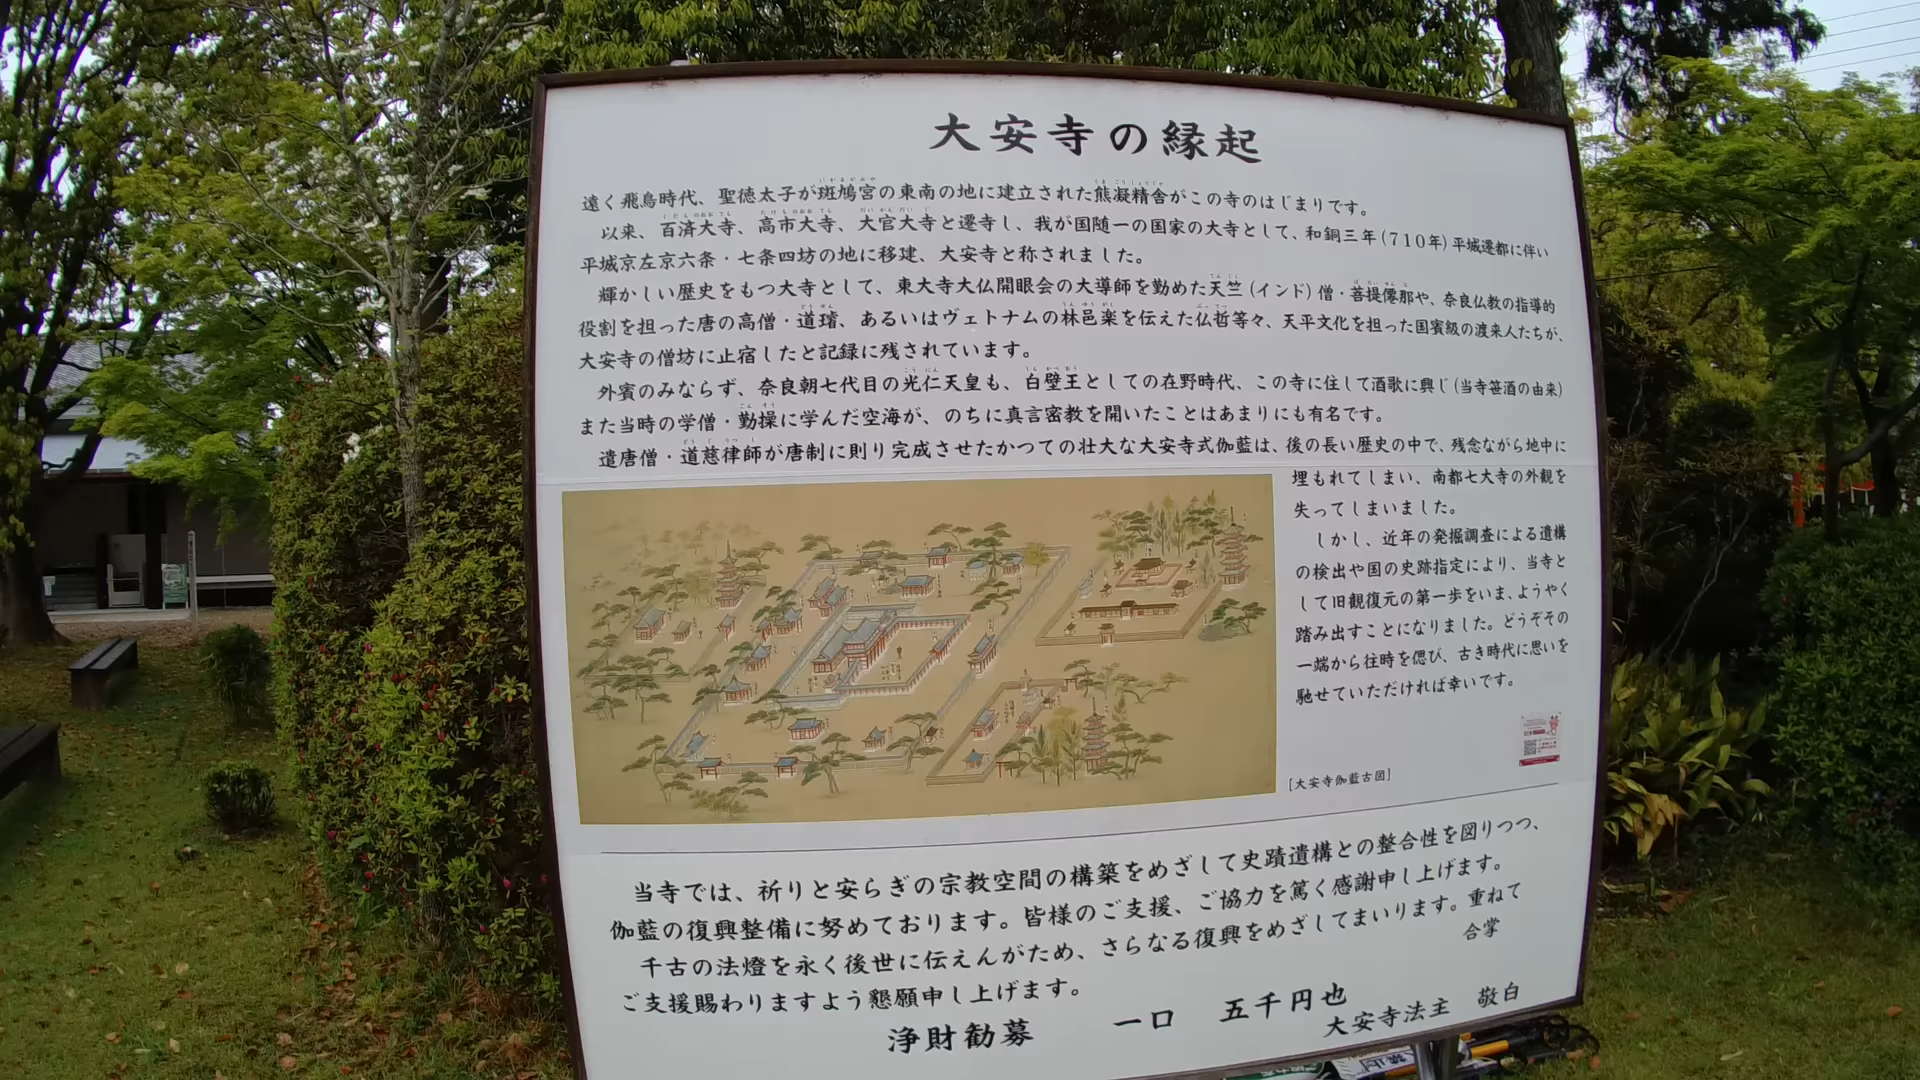 大安寺の縁起
遠く飛鳥時代、聖徳太子が斑鳩宮の東南の地に建立された熊凝精舎がこの寺のはじまりです。
以来、百済大寺、高市大寺、大官大寺と遷寺し、我が国随一の国家の大寺として、和銅三年(710年)平城遷都に伴い
平城京左京六条・七条四坊の地に移建、大安寺と称されました。
輝かしい歴史をもつ大寺として、東大寺大仏開眼会の大導師を勤めた天竺(インド)僧・菩提僊那や、奈良仏教の指導的
役割を担った唐の高僧・道璿、あるいはヴェトナムの林邑楽を伝えた仏哲等々、天平文化を担った国賓級の渡来人たちが、
大安寺の僧坊に止宿したと記録に残されています。
外賓のみならず、奈良朝七代目の光仁天皇も、白壁王としての在野時代、この寺に住して酒歌に興じ(当寺笹酒の由来)
また当時の学僧・勤操に学んだ空海が、のちに真言密教を開いたことはあまりにも有名です。
遣唐僧・道慈律師が唐制に則り完成させたかつての壮大な大安寺式伽藍は、後の長い歴史の中で、残念ながら地中に
埋もれてしまい、南都七大寺の外観を
失ってしまいました。
しかし、近年の発掘調査による遺構
の検出や国の史跡指定により、当寺と
して旧観復元の第一歩をいま、ようやく
踏み出すことになりました。どうぞその
一端から往時を偲び、古き時代に思いを
馳せていただければ幸いです。
[大安寺伽藍古図]
当寺では、祈りと安らぎの宗教空間の構築をめざして史蹟遺構との整合性を図りつつ、
伽藍の復興整備に努めております。皆様のご支援、ご協力を篤く感謝申し上げます。
千古の法燈を永く後世に伝えんがため、さらなる復興をめざしてまいります。重ねて
ご支援賜わりますよう懇願申し上げます。
合掌
浄財勧募 一口 五千円也
大安寺法主 敬白